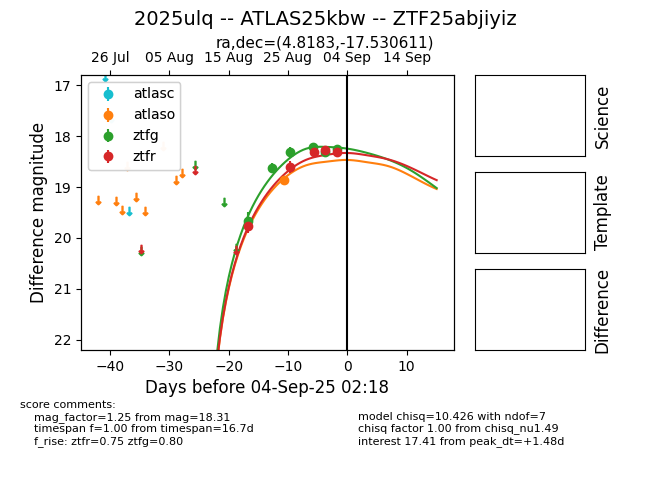 2025ulq -- ATLAS25kbw -- ZTF25abjiyiz
ra,dec=(4.8183,-17.530611)
26 Jul 05 Aug 15 Aug 25 Aug 04 Sep 14 Sep
atlasc
atlaso
ztfg
ztfr
17
18
19
20
21
22
Difference magnitude
−40 −30 −20 −10 0 10
Days before 04-Sep-25 02:18
Science
Template
Difference
score comments:
mag_factor=1.25 from mag=18.31
timespan f=1.00 from timespan=16.7d
f_rise: ztfr=0.75 ztfg=0.80
model chisq=10.426 with ndof=7
chisq factor 1.00 from chisq_nu1.49
interest 17.41 from peak_dt=+1.48d